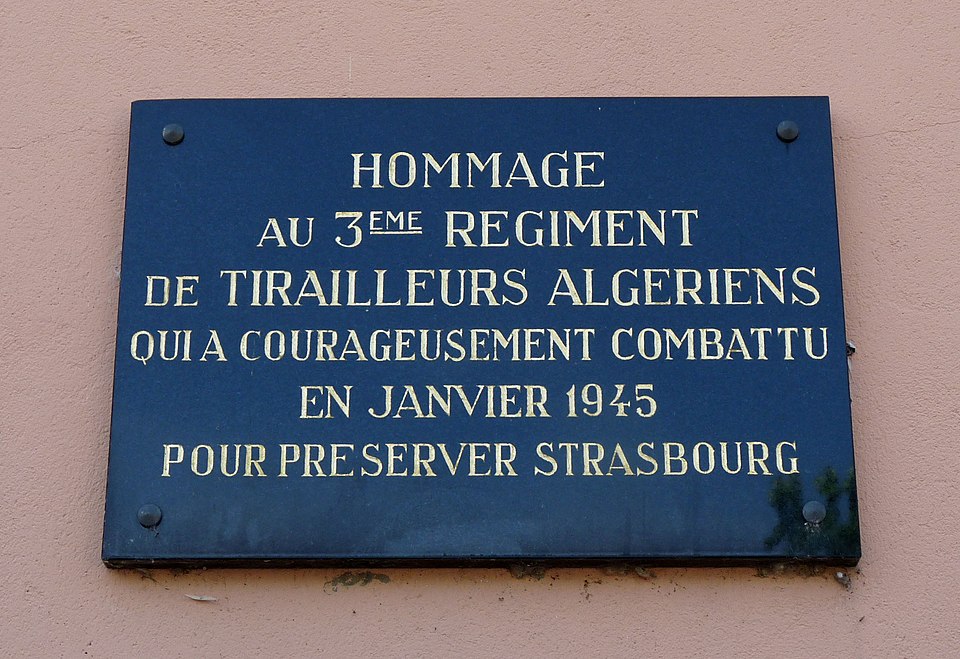 HOMMAGE
AU 3EME REGIMENT
DE TIRAILLEURS ALGERIENS
QUI A COURAGEUSEMENT COMBATTU
EN JANVIER 1945
POUR PRESERVER STRASBOURG